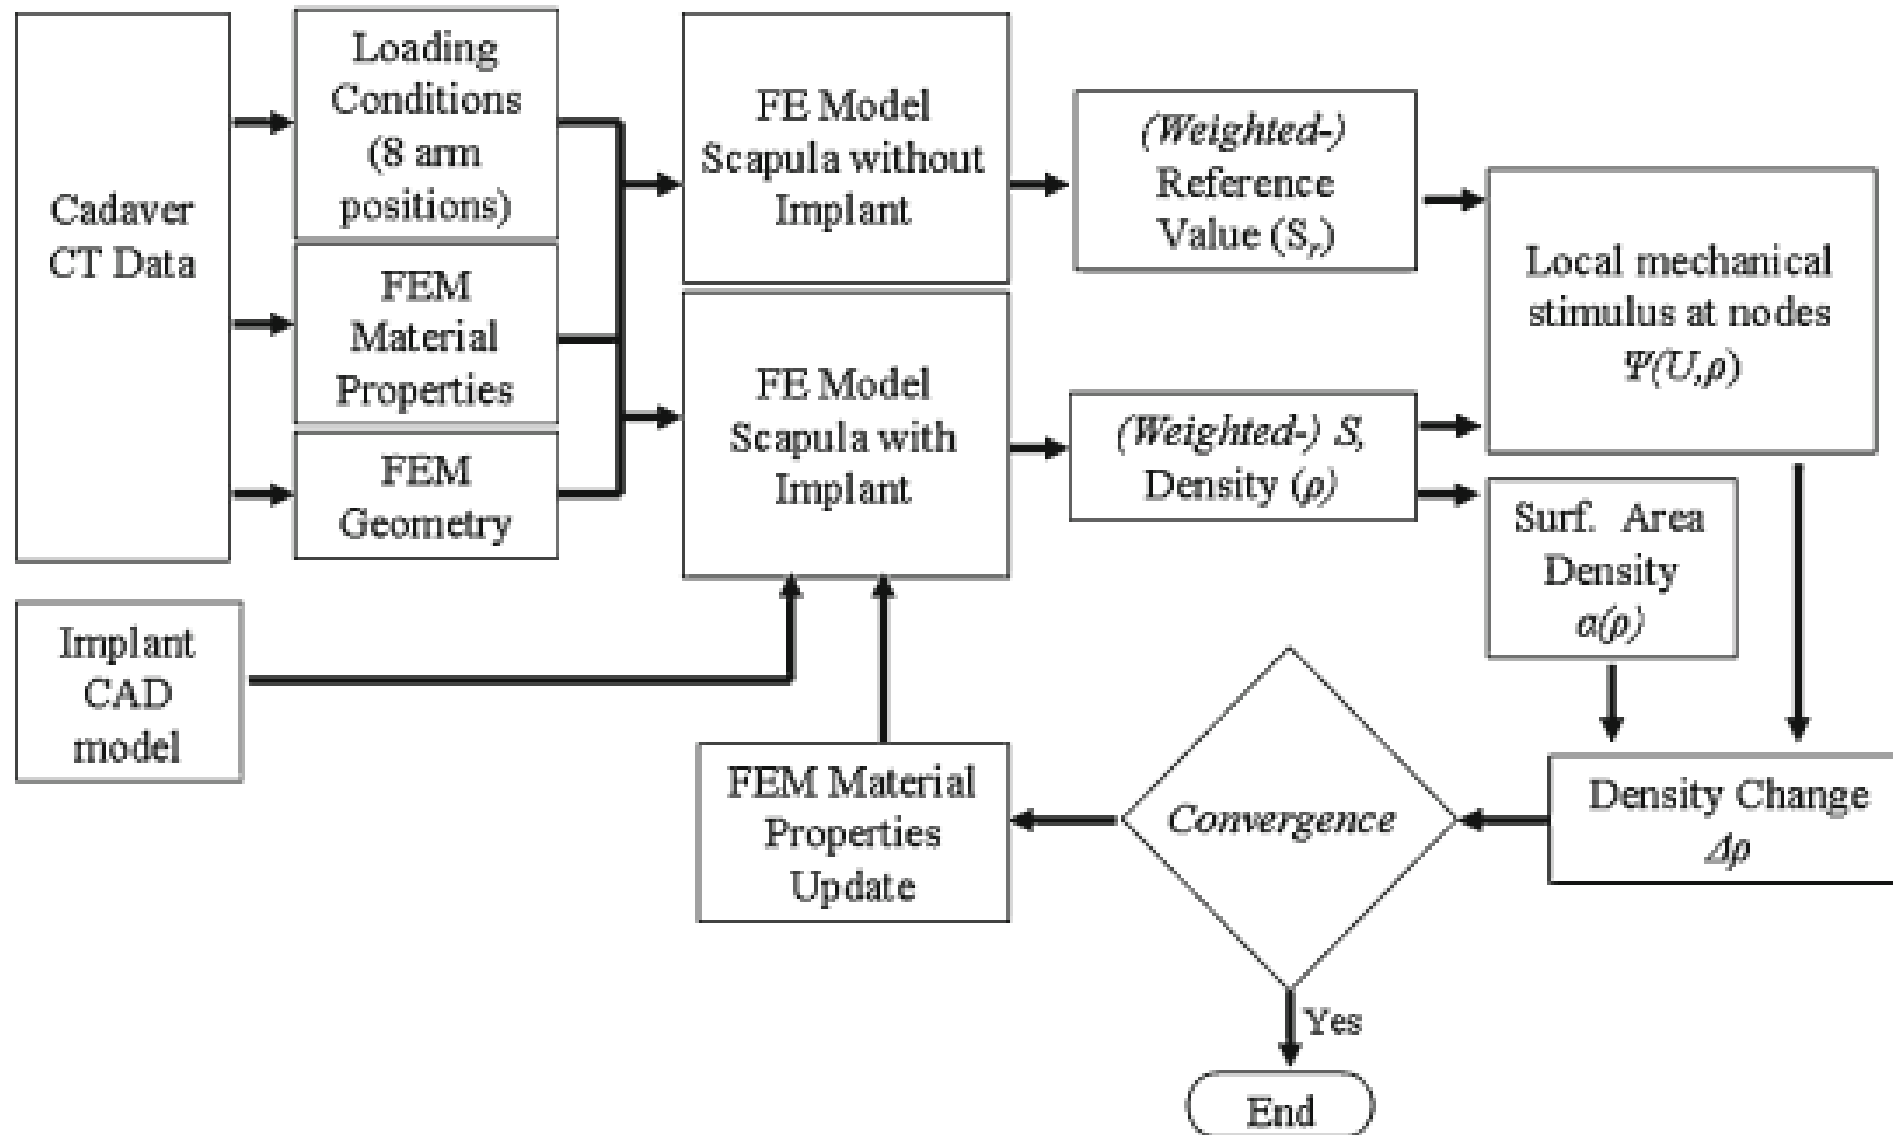 Cadaver
CT Data
Loading
Conditions
(8 arm
positions)
FEM
Material
Properties
FEM
Geometry
Implant
CAD
model
FE Model
Scapula without
Implant
FE Model
Scapula with
Implant
(Weighted-)
Reference
Value (Sᵣ)
(Weighted-) S,
Density (ρ)
Local mechanical
stimulus at nodes
Ψ(U,ρ)
Surf. Area
Density
a(ρ)
Density Change
Δρ
Convergence
FEM Material
Properties
Update
Yes
End